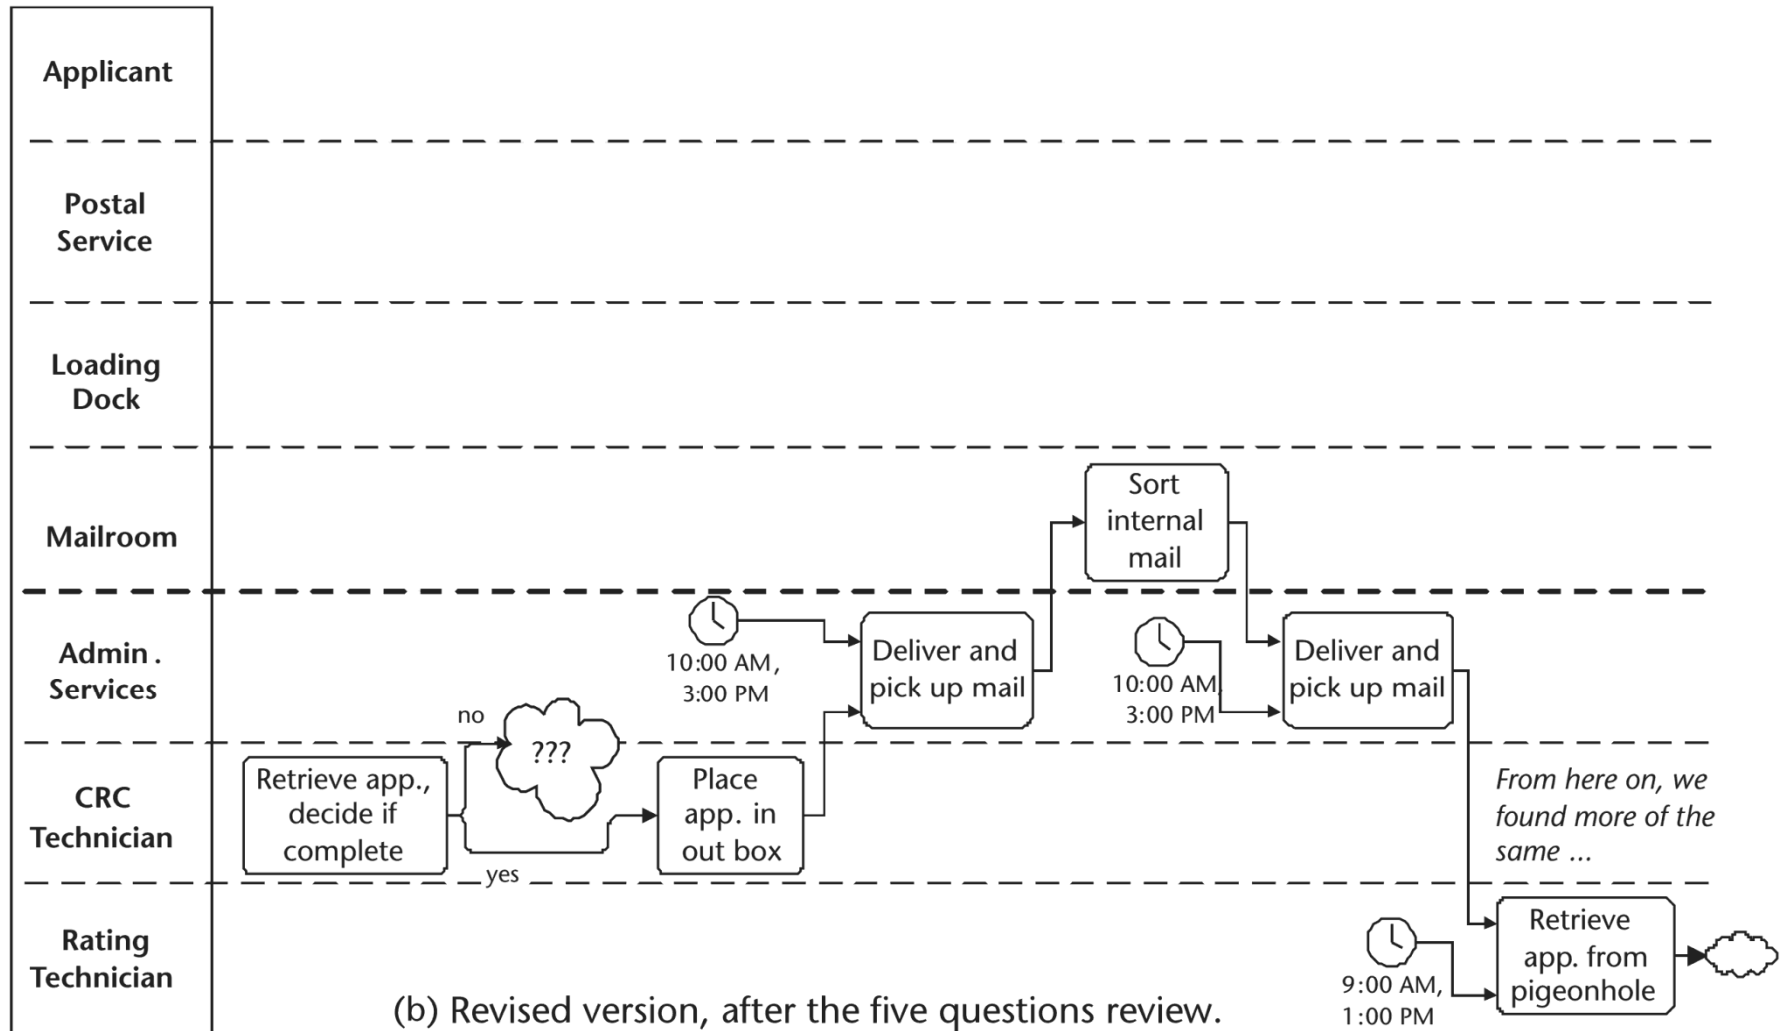 Applicant
Postal
Service
Loading
Dock
Mailroom
Sort
internal
mail
Admin .
Services
10:00 AM,
3:00 PM
Deliver and
pick up mail
10:00 AM,
3:00 PM
Deliver and
pick up mail
CRC
Technician
Retrieve app.,
decide if
complete
no
???
yes
Place
app. in
out box
From here on, we
found more of the
same ...
Rating
Technician
9:00 AM,
1:00 PM
Retrieve
app. from
pigeonhole
(b) Revised version, after the five questions review.